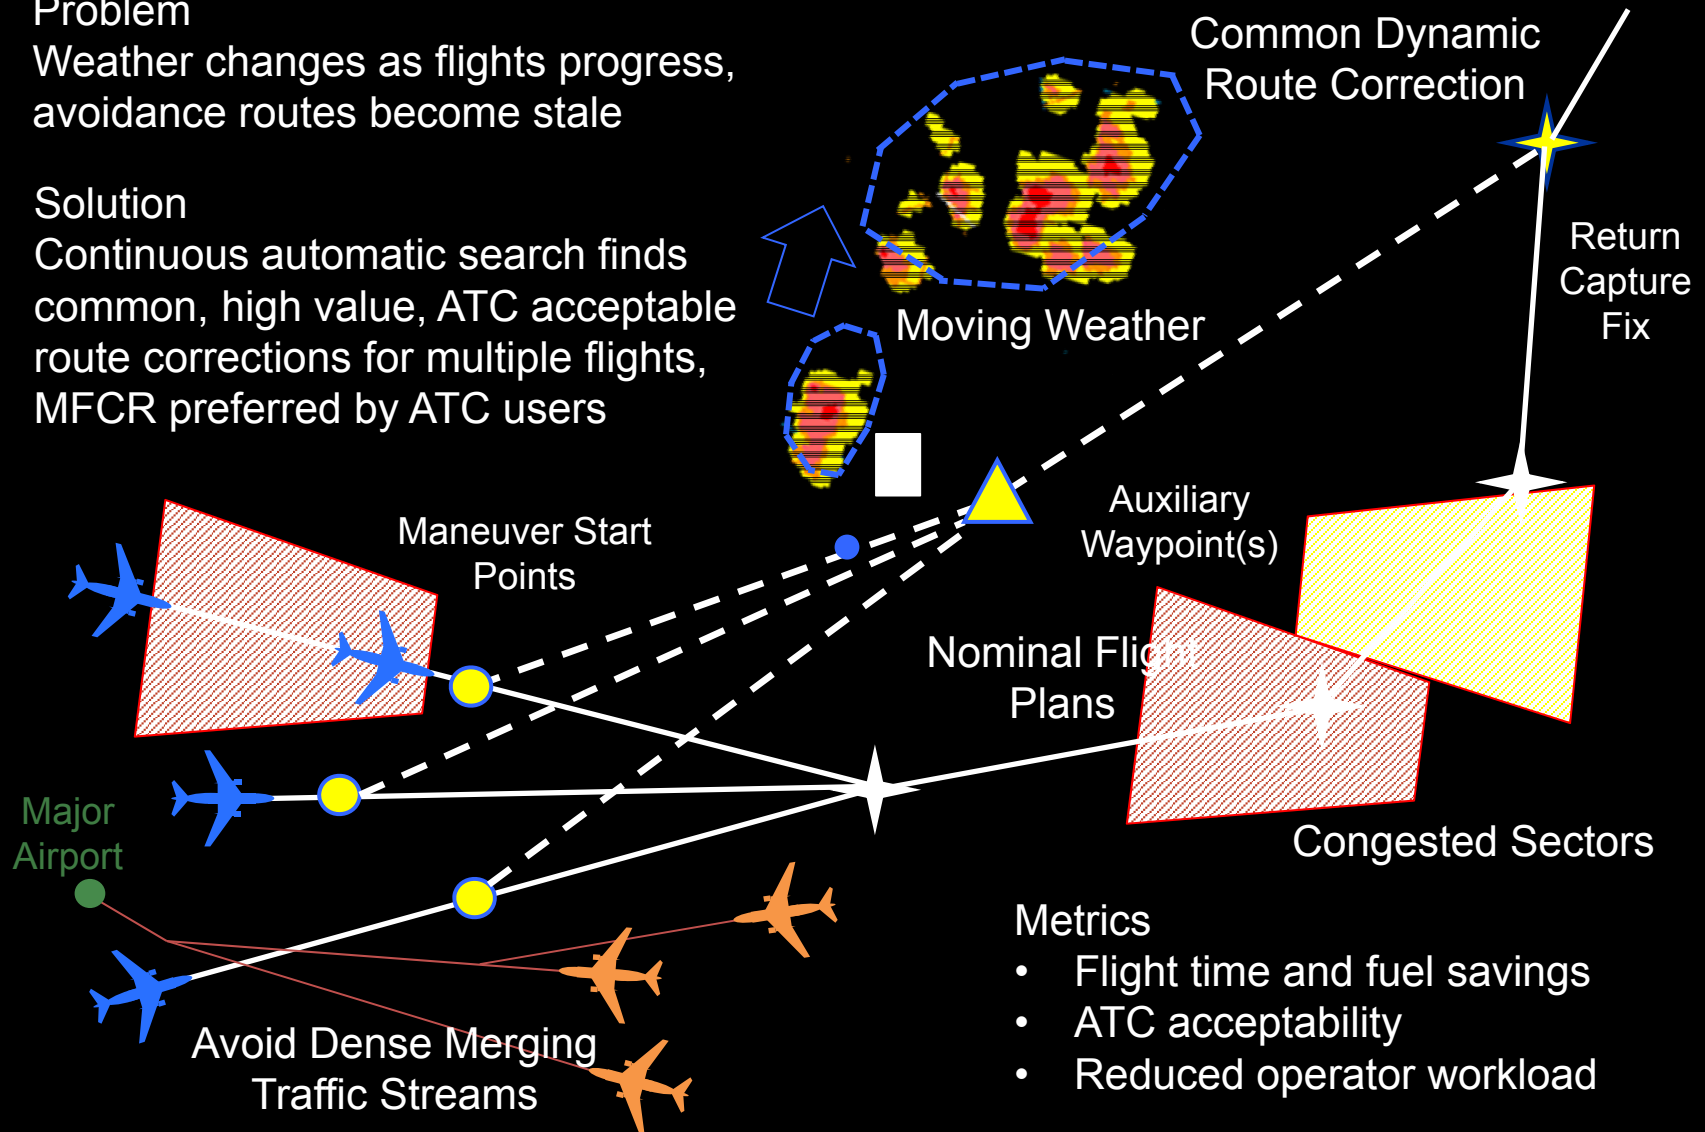 Problem
Weather changes as flights progress,
avoidance routes become stale
Solution
Continuous automatic search finds
common, high value, ATC acceptable
route corrections for multiple flights,
MFCR preferred by ATC users
Common Dynamic
Route Correction
Return
Capture
Fix
Moving Weather
Maneuver Start
Points
Auxiliary
Waypoint(s)
Nominal Flight
Plans
Major
Airport
Congested Sectors
Avoid Dense Merging
Traffic Streams
Metrics
• Flight time and fuel savings
• ATC acceptability
• Reduced operator workload